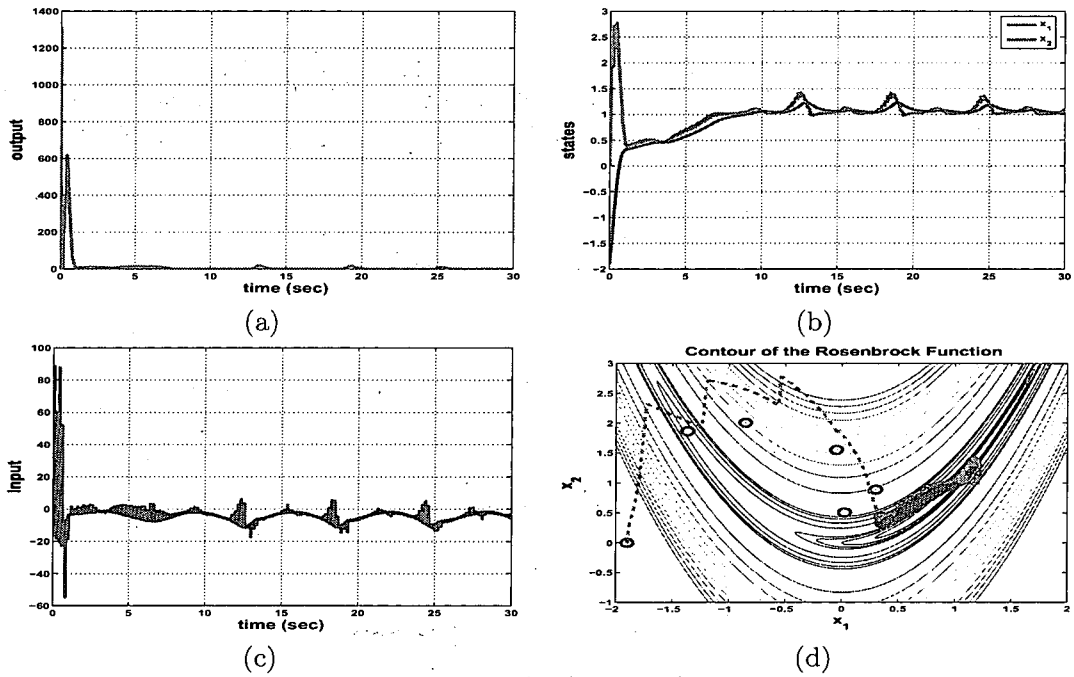 1400
1200
1000
800
600
400
200
0
output
0 5 10 15 20 25 30
time (sec)
(a)
3
2.5
2
1.5
1
0.5
0
−0.5
−1
−1.5
−2
states
x1
x2
0 5 10 15 20 25 30
time (sec)
(b)
100
80
60
40
20
0
−20
−40
−60
Input
0 5 10 15 20 25 30
time (sec)
(c)
Contour of the Rosenbrock Function
3
2.5
2
1.5
1
0.5
0
−0.5
−1
x2
−2 −1.5 −1 −0.5 0 0.5 1 1.5 2
x1
(d)